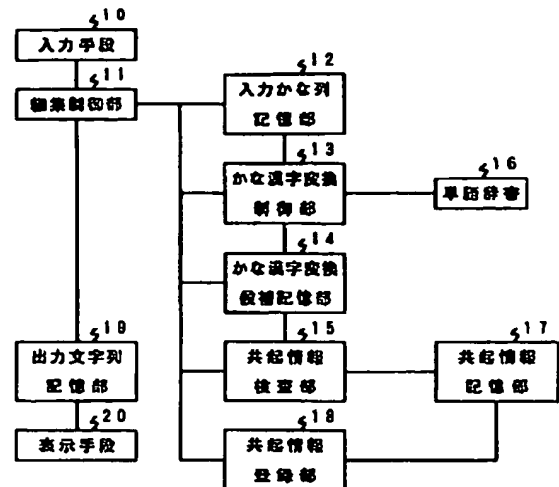 10
入力手段
11
編集制御部
12
入力かな列
記憶部
13
かな漢字変換
制御部
16
単語辞書
14
かな漢字変換
候補記憶部
15
共起情報
検査部
17
共起情報
記憶部
19
出力文字列
記憶部
18
共起情報
登録部
20
表示手段